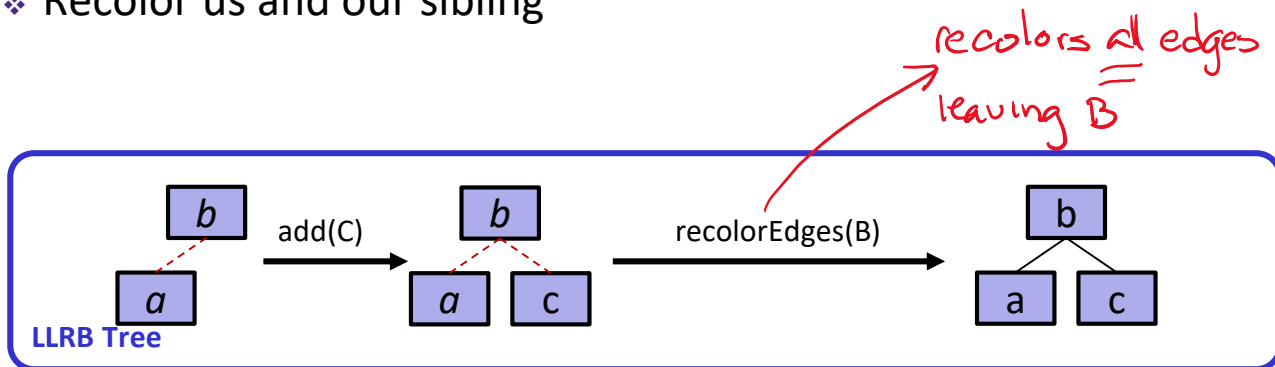 ❖ Recolor us and our sibling
recolors all edges
leaving B
b
add(C)
b
recolorEdges(B)
b
a
a
c
a
c
LLRB Tree